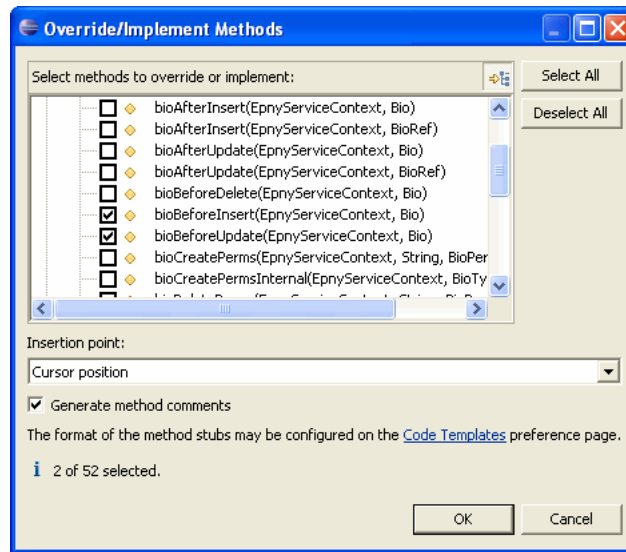 Override/Implement Methods
Select methods to override or implement:
Select All
Deselect All
bioAfterInsert(EpnyServiceContext, Bio)
bioAfterInsert(EpnyServiceContext, BioRef)
bioAfterUpdate(EpnyServiceContext, Bio)
bioAfterUpdate(EpnyServiceContext, BioRef)
bioBeforeDelete(EpnyServiceContext, Bio)
bioBeforeInsert(EpnyServiceContext, Bio)
bioBeforeUpdate(EpnyServiceContext, Bio)
bioCreatePerms(EpnyServiceContext, String, BioPer
bioCreatePermsInternal(EpnyServiceContext, BioTy
Insertion point:
Cursor position
Generate method comments
The format of the method stubs may be configured on the Code Templates preference page.
2 of 52 selected.
OK
Cancel